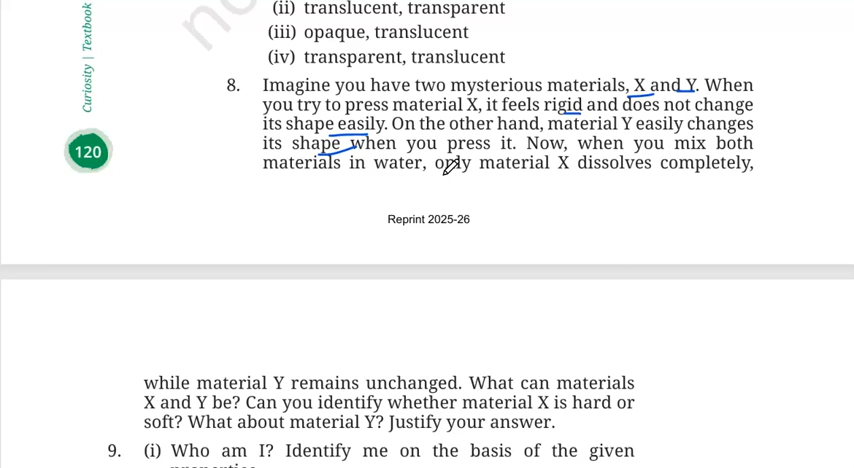 (ii) translucent, transparent
(iii) opaque, translucent
(iv) transparent, translucent
8. Imagine you have two mysterious materials, X and Y. When
you try to press material X, it feels rigid and does not change
its shape easily. On the other hand, material Y easily changes
its shape when you press it. Now, when you mix both
materials in water, only material X dissolves completely,
Curiosity | Textbook
120
Reprint 2025-26
while material Y remains unchanged. What can materials
X and Y be? Can you identify whether material X is hard or
soft? What about material Y? Justify your answer.
9. (i) Who am I? Identify me on the basis of the given